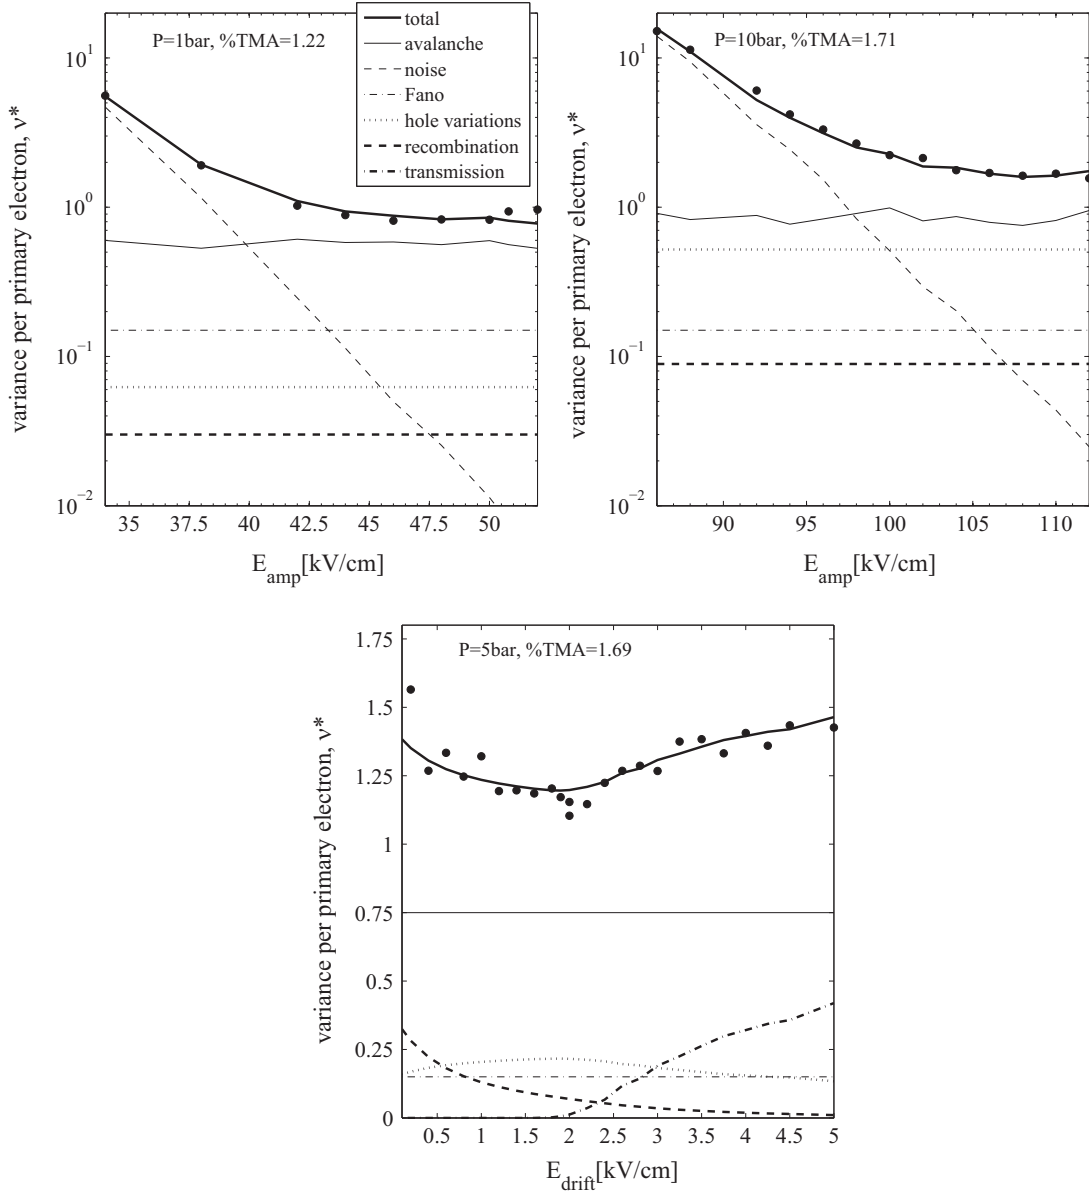 P=1bar, %TMA=1.22
total
avalanche
noise
Fano
hole variations
recombination
transmission
10^1
10^0
10^−1
10^−2
variance per primary electron, ν*
35 37.5 40 42.5 45 47.5 50
E_amp[kV/cm]
P=10bar, %TMA=1.71
10^1
10^0
10^−1
10^−2
variance per primary electron, ν*
90 95 100 105 110
E_amp[kV/cm]
P=5bar, %TMA=1.69
1.75
1.5
1.25
1
0.75
0.5
0.25
0
variance per primary electron, ν*
0.5 1 1.5 2 2.5 3 3.5 4 4.5 5
E_drift[kV/cm]